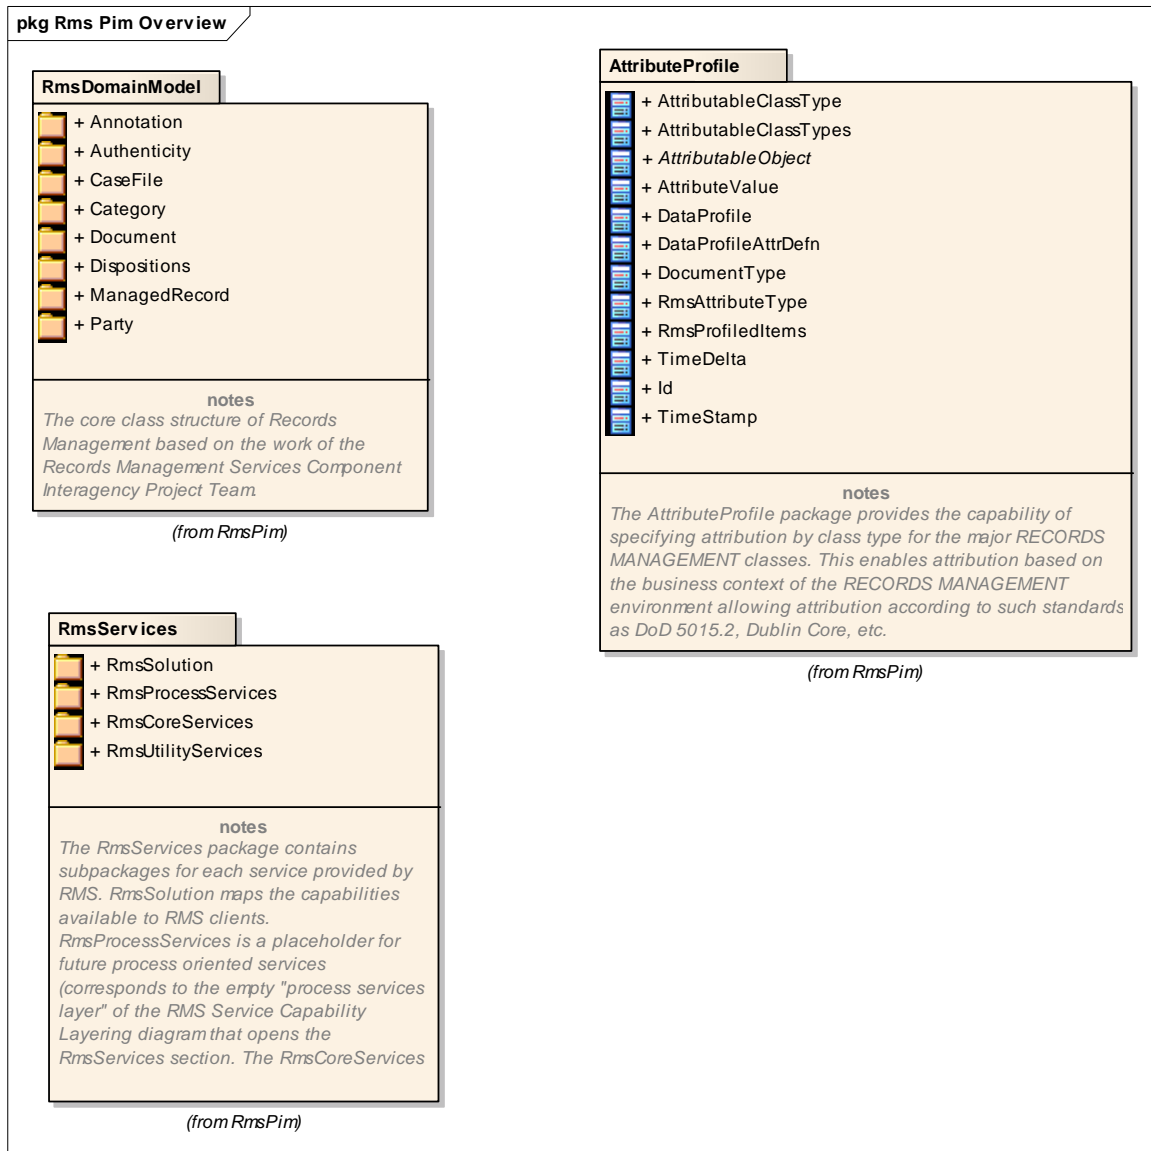 pkg Rms Pim Overview
RmsDomainModel
+ Annotation
+ Authenticity
+ CaseFile
+ Category
+ Document
+ Dispositions
+ ManagedRecord
+ Party
notes
The core class structure of Records
Management based on the work of the
Records Management Services Component
Interagency Project Team.
(from RmsPim)
AttributeProfile
+ AttributableClassType
+ AttributableClassTypes
+ AttributableObject
+ AttributeValue
+ DataProfile
+ DataProfileAttrDefn
+ DocumentType
+ RmsAttributeType
+ RmsProfiledItems
+ TimeDelta
+ Id
+ TimeStamp
notes
The AttributeProfile package provides the capability of
specifying attribution by class type for the major RECORDS
MANAGEMENT classes. This enables attribution based on
the business context of the RECORDS MANAGEMENT
environment allowing attribution according to such standards
as DoD 5015.2, Dublin Core, etc.
(from RmsPim)
RmsServices
+ RmsSolution
+ RmsProcessServices
+ RmsCoreServices
+ RmsUtilityServices
notes
The RmsServices package contains
subpackages for each service provided by
RMS. RmsSolution maps the capabilities
available to RMS clients.
RmsProcessServices is a placeholder for
future process oriented services
(corresponds to the empty "process services
layer" of the RMS Service Capability
Layering diagram that opens the
RmsServices section. The RmsCoreServices
(from RmsPim)